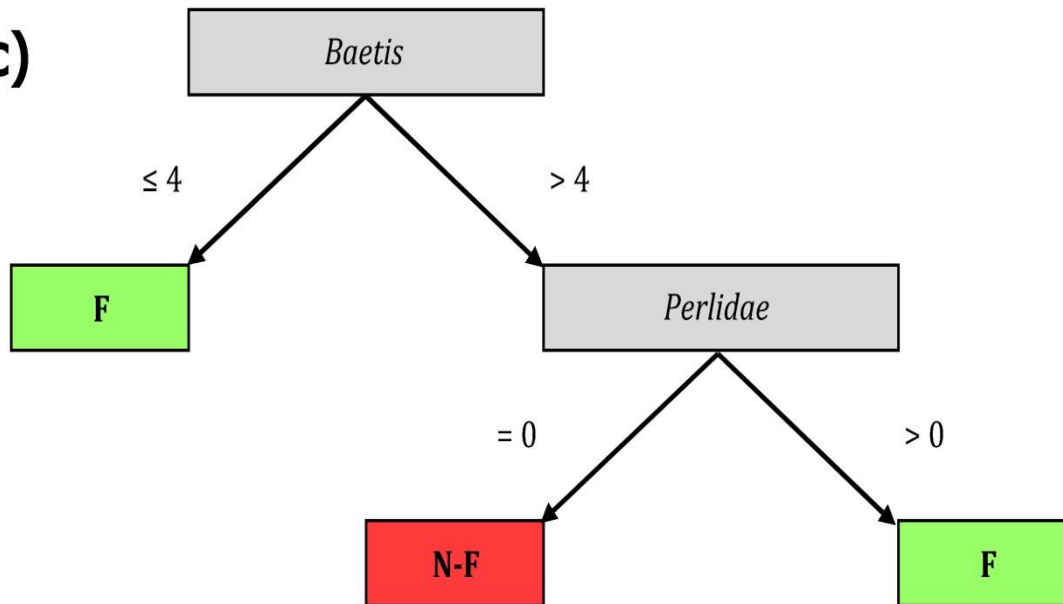 c)
Baetis
≤ 4
> 4
F
Perlidae
= 0
> 0
N-F
F